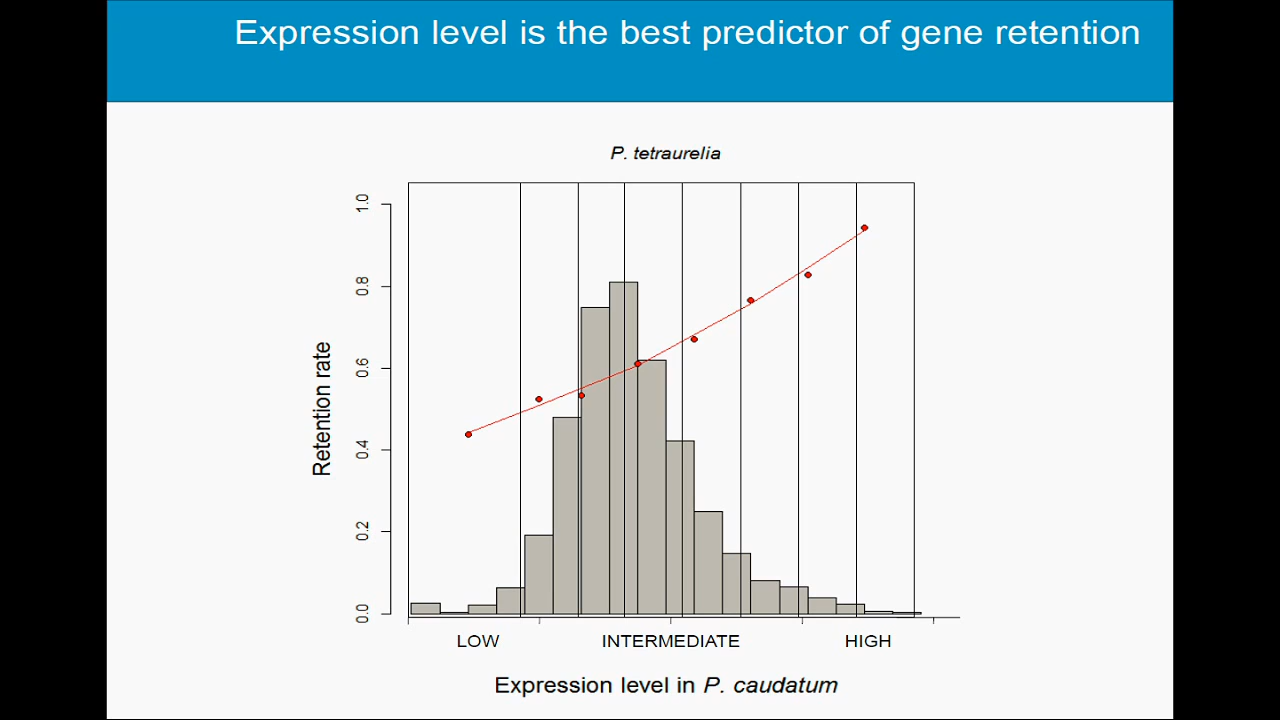 Expression level is the best predictor of gene retention
P. tetraurelia
Retention rate
1.0
0.8
0.6
0.4
0.2
0.0
LOW INTERMEDIATE HIGH
Expression level in P. caudatum